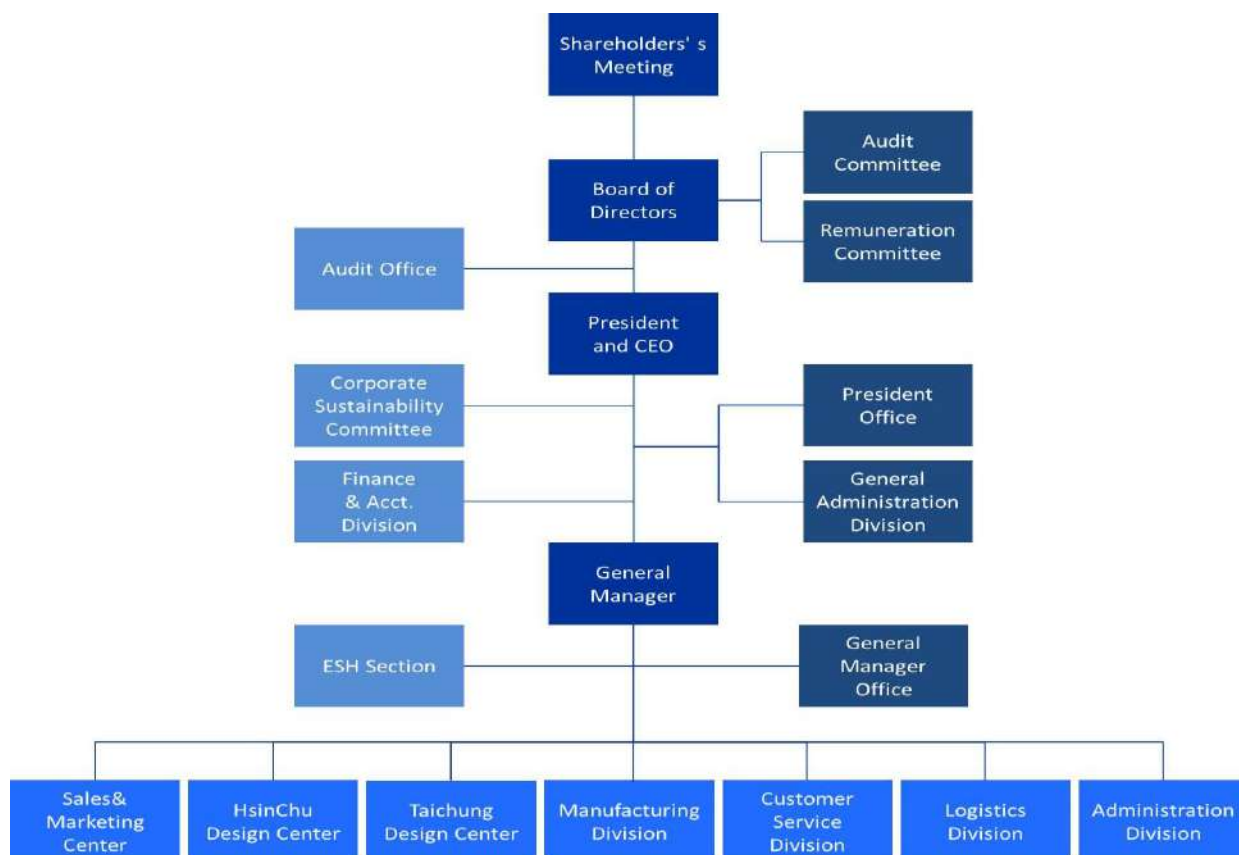 Shareholders' s
Meeting
Audit
Committee
Board of
Directors
Remuneration
Committee
Audit Office
President
and CEO
Corporate
Sustainability
Committee
President
Office
Finance
& Acct.
Division
General
Administration
Division
General
Manager
ESH Section
General
Manager
Office
Sales&
Marketing
Center
HsinChu
Design Center
Taichung
Design Center
Manufacturing
Division
Customer
Service
Division
Logistics
Division
Administration
Division